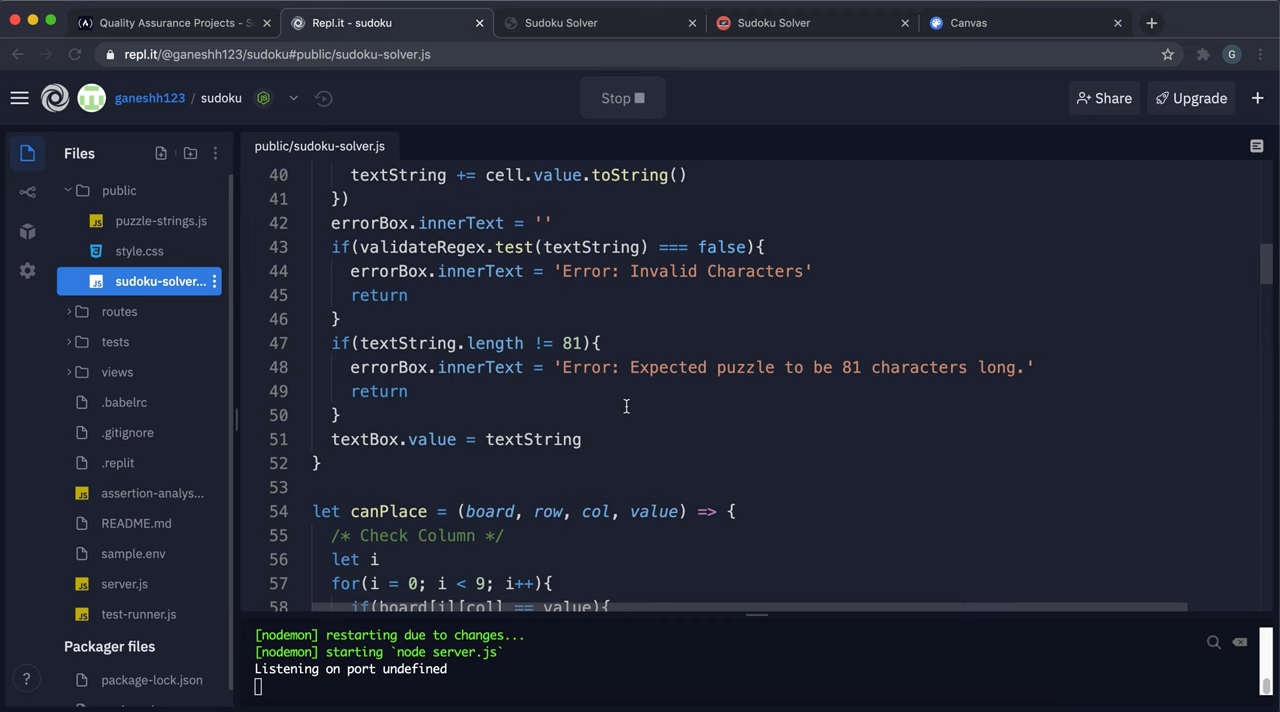 Quality Assurance Projects - S
Repl.it - sudoku
Sudoku Solver
Sudoku Solver
Canvas
repl.it/@ganeshh123/sudoku#public/sudoku-solver.js
G
ganeshh123 / sudoku
Stop
Share
Upgrade
Files
public/sudoku-solver.js
public
puzzle-strings.js
style.css
sudoku-solver...
routes
tests
views
.babelrc
.gitignore
.replit
assertion-analys...
README.md
sample.env
server.js
test-runner.js
Packager files
package-lock.json
40 textString += cell.value.toString()
41 })
42 errorBox.innerText = ''
43 if(validateRegex.test(textString) === false){
44 errorBox.innerText = 'Error: Invalid Characters'
45 return
46 }
47 if(textString.length != 81){
48 errorBox.innerText = 'Error: Expected puzzle to be 81 characters long.'
49 return
50 }
51 textBox.value = textString
52 }
53
54 let canPlace = (board, row, col, value) => {
55 /* Check Column */
56 let i
57 for(i = 0; i < 9; i++){
58 if(board[i][col] == value){
[nodemon] restarting due to changes...
[nodemon] starting `node server.js`
Listening on port undefined
?